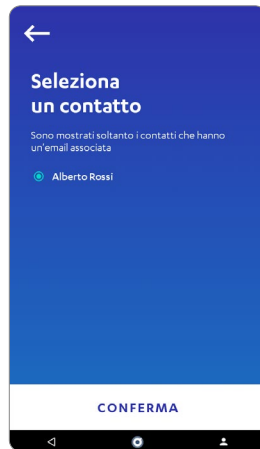 Seleziona
un contatto
Sono mostrati soltanto i contatti che hanno
un'email associata
Alberto Rossi
CONFERMA